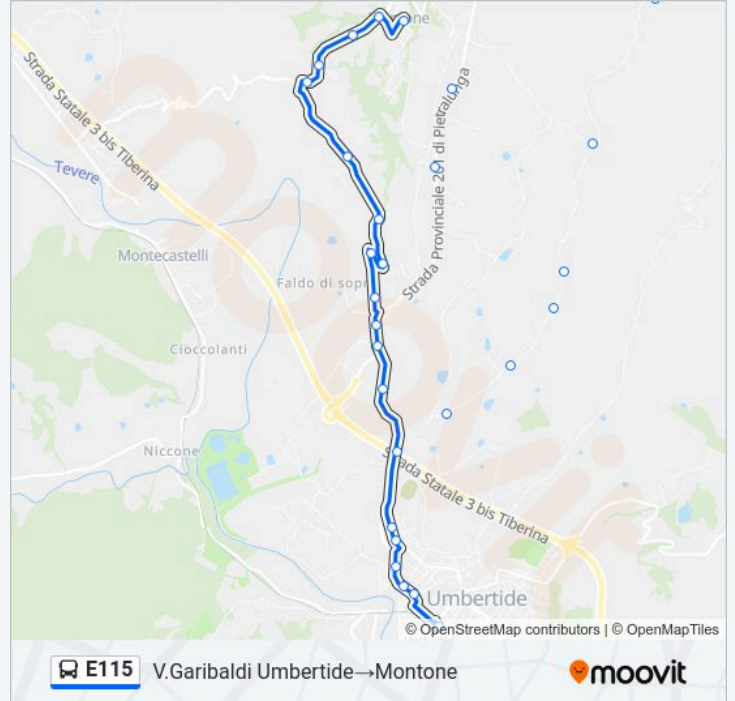 Strada Statale 3 bis Tiberina
Strada Provinciale 201 di Pietralunga
Tevere
Montecastelli
Faldo di sopr
Cioccolanti
Niccone
Strada Statale 3 bis Tiberina
Umbertide
© OpenStreetMap contributors | © OpenMapTiles
E115 V.Garibaldi Umbertide→Montone
moovit